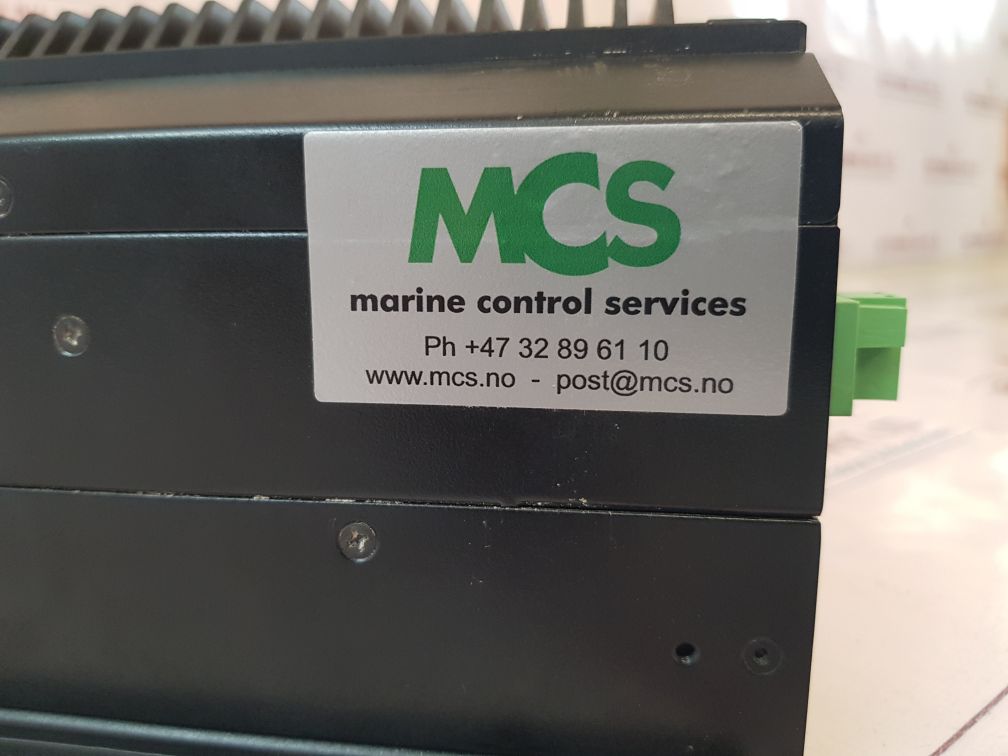 MCS
marine control services
Ph +47 32 89 61 10
www.mcs.no - post@mcs.no